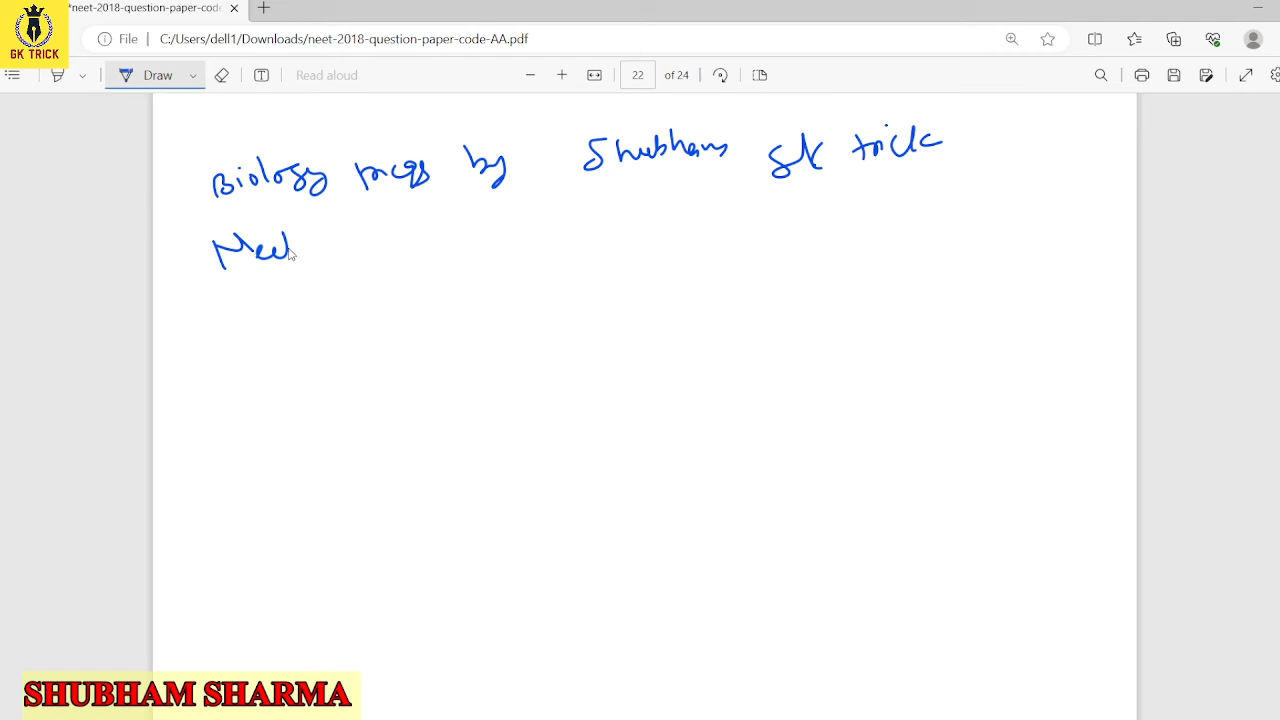 *neet-2018-question-paper-code
GK TRICK
File C:/Users/dell1/Downloads/neet-2018-question-paper-code-AA.pdf
Draw Read aloud 22 of 24
Biology mcqs by Shubham gk trick
Neet
SHUBHAM SHARMA